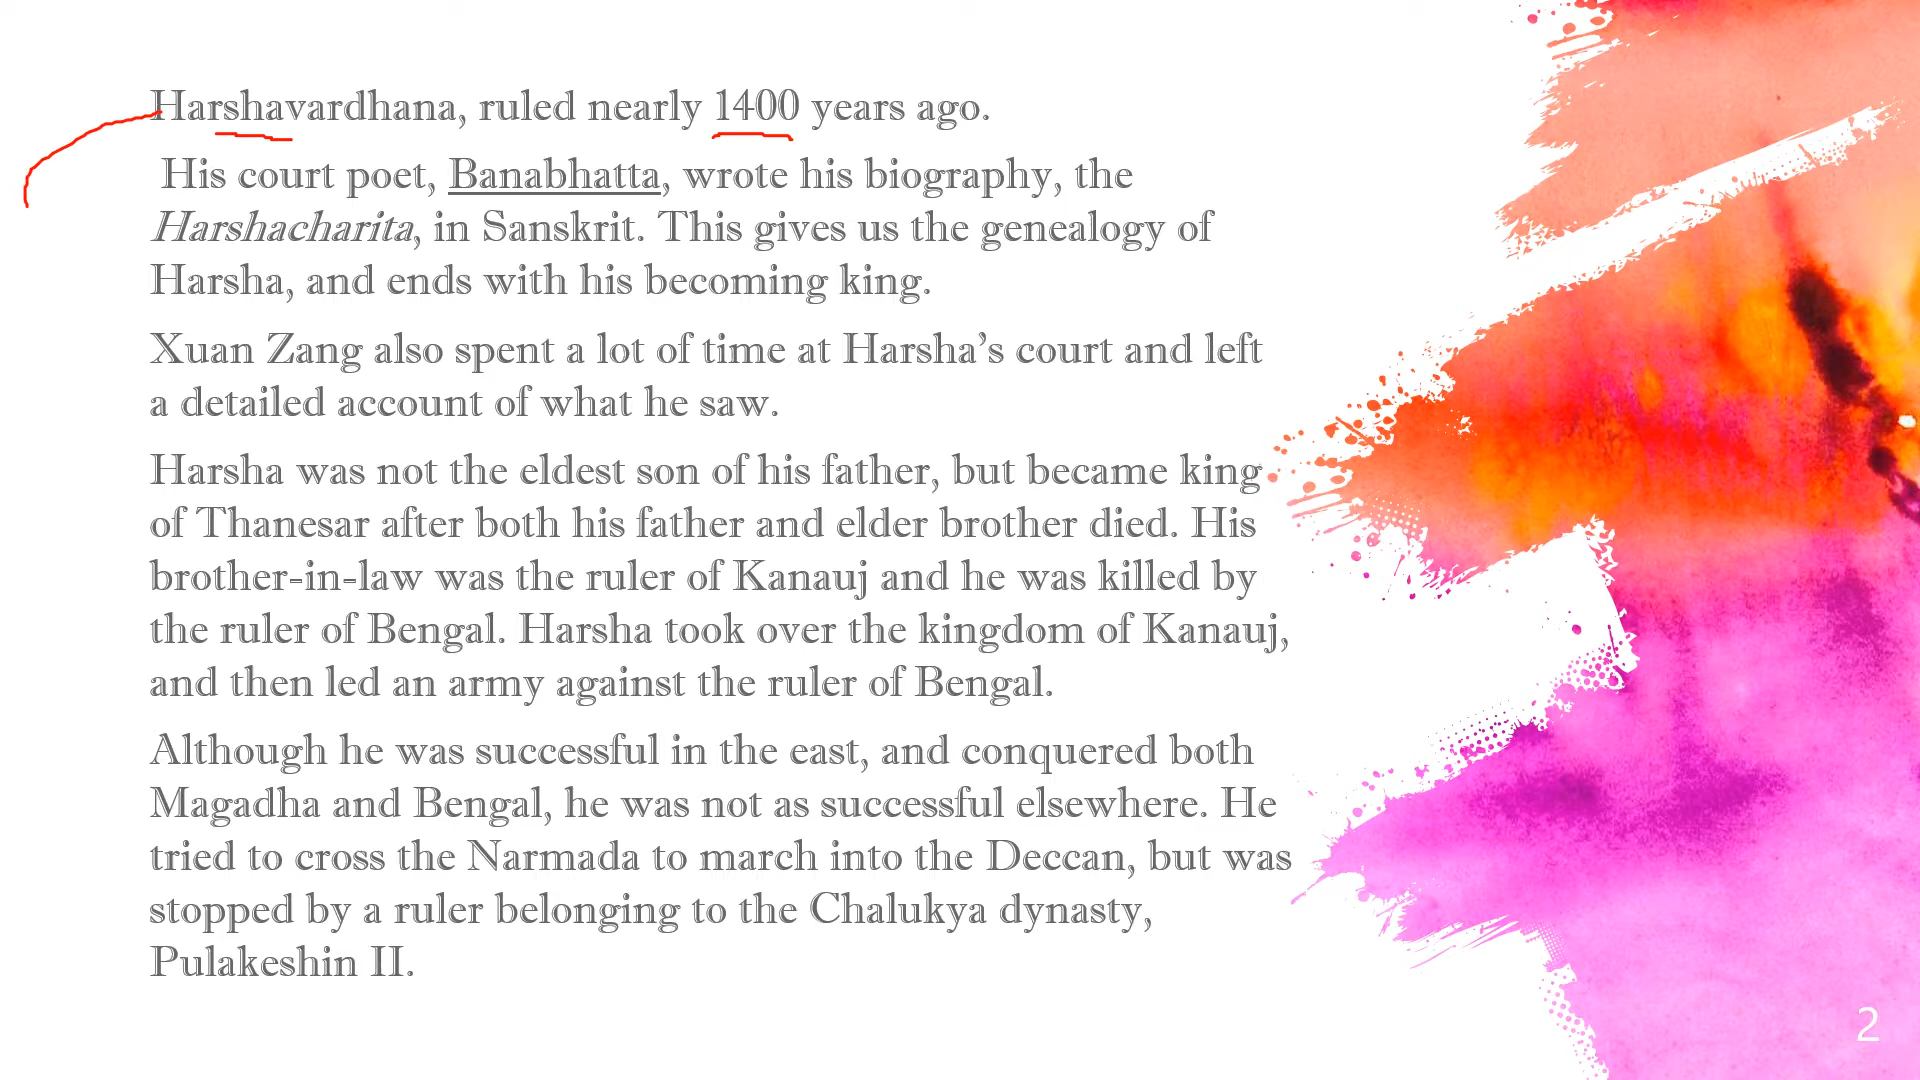 Harshavardhana, ruled nearly 1400 years ago.
His court poet, Banabhatta, wrote his biography, the
Harshacharita, in Sanskrit. This gives us the genealogy of
Harsha, and ends with his becoming king.
Xuan Zang also spent a lot of time at Harsha’s court and left
a detailed account of what he saw.
Harsha was not the eldest son of his father, but became king
of Thanesar after both his father and elder brother died. His
brother-in-law was the ruler of Kanauj and he was killed by
the ruler of Bengal. Harsha took over the kingdom of Kanauj,
and then led an army against the ruler of Bengal.
Although he was successful in the east, and conquered both
Magadha and Bengal, he was not as successful elsewhere. He
tried to cross the Narmada to march into the Deccan, but was
stopped by a ruler belonging to the Chalukya dynasty,
Pulakeshin II.
2